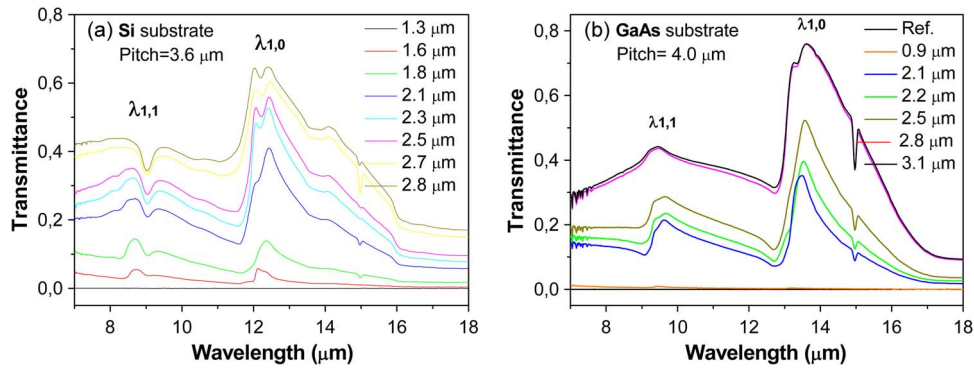 (a) Si substrate
Pitch=3.6 μm
λ1,0
λ1,1
1.3 μm
1.6 μm
1.8 μm
2.1 μm
2.3 μm
2.5 μm
2.7 μm
2.8 μm
Transmittance
0,6
0,4
0,2
0,0
8
10
12
14
16
18
Wavelength (μm)
(b) GaAs substrate
Pitch= 4.0 μm
λ1,0
λ1,1
Ref.
0.9 μm
2.1 μm
2.2 μm
2.5 μm
2.8 μm
3.1 μm
Transmittance
0,8
0,6
0,4
0,2
0,0
8
10
12
14
16
18
Wavelength (μm)